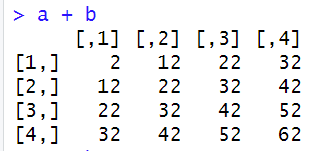 > a + b
     [,1] [,2] [,3] [,4]
[1,]    2   12   22   32
[2,]   12   22   32   42
[3,]   22   32   42   52
[4,]   32   42   52   62